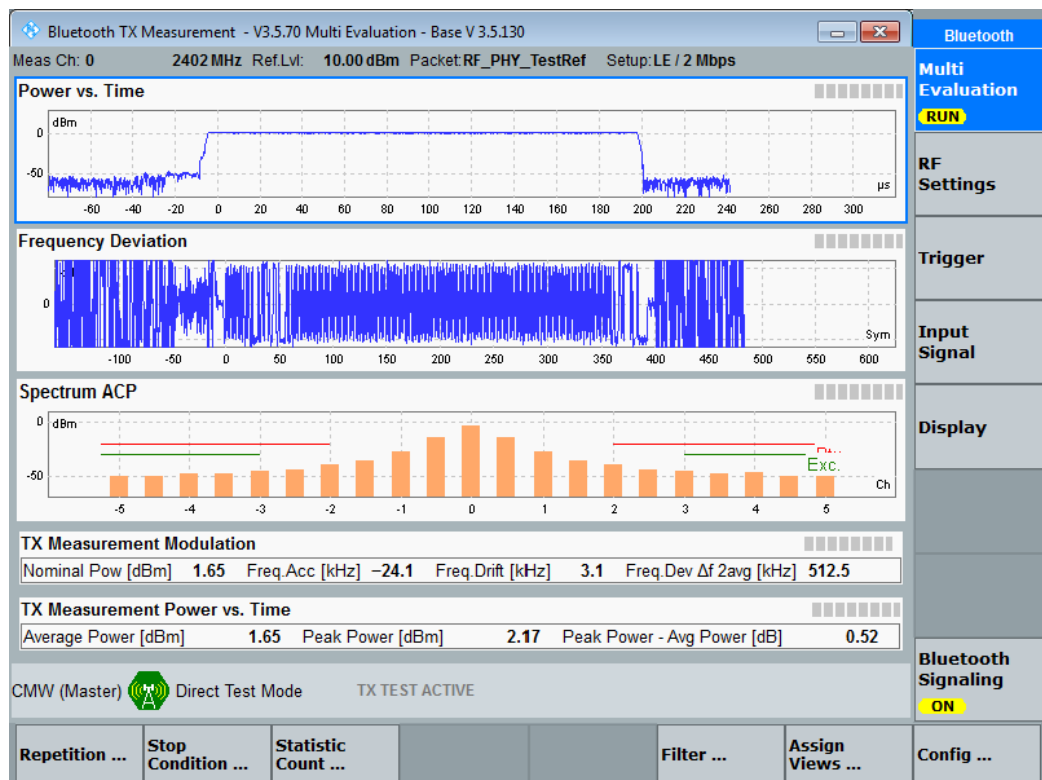 Bluetooth TX Measurement - V3.5.70 Multi Evaluation - Base V 3.5.130
Meas Ch: 0 2402 MHz Ref.Lvl: 10.00 dBm Packet: RF_PHY_TestRef Setup: LE / 2 Mbps
Power vs. Time
dBm
0
-50
µs
-60 -40 -20 0 20 40 60 80 100 120 140 160 180 200 220 240 260 280 300
Frequency Deviation
0
Sym
-100 -50 0 50 100 150 200 250 300 350 400 450 500 550 600
Spectrum ACP
0 dBm
Exc.
-50
Ch
-5 -4 -3 -2 -1 0 1 2 3 4 5
TX Measurement Modulation
Nominal Pow [dBm] 1.65 Freq.Acc [kHz] −24.1 Freq.Drift [kHz] 3.1 Freq.Dev Δf 2avg [kHz] 512.5
TX Measurement Power vs. Time
Average Power [dBm] 1.65 Peak Power [dBm] 2.17 Peak Power - Avg Power [dB] 0.52
CMW (Master) Direct Test Mode TX TEST ACTIVE
Bluetooth
Multi
Evaluation
RUN
RF
Settings
Trigger
Input
Signal
Display
Bluetooth
Signaling
ON
Repetition ...
Stop
Condition ...
Statistic
Count ...
Filter ...
Assign
Views ...
Config ...